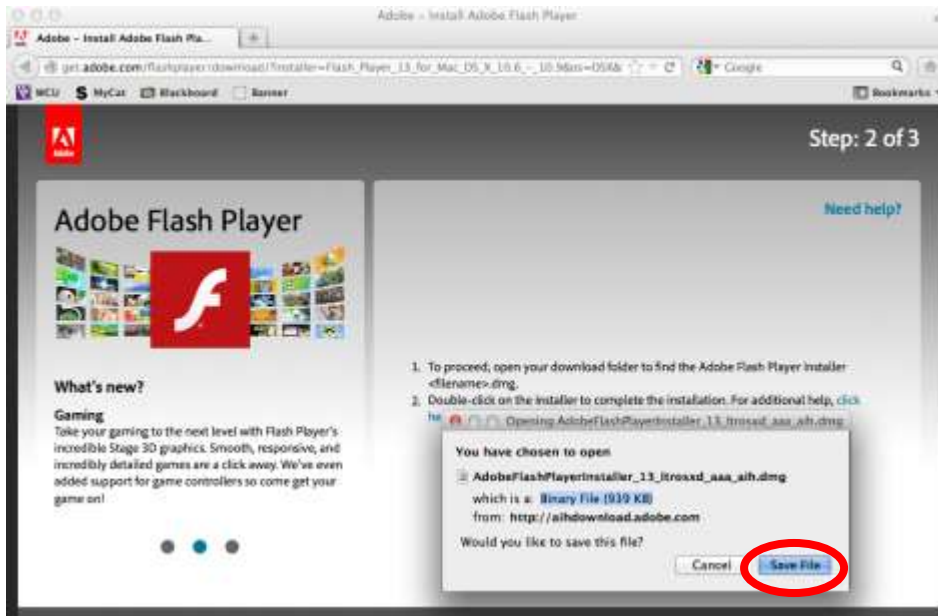 Adobe - Install Adobe Flash Player
Adobe - Install Adobe Flash Pla...
get.adobe.com/flashplayer/download/?installer=Flash_Player_13_for_Mac_OS_X_10.6_-_10.9&os=OSX&
Google
WCU MyCat Blackboard Banner
Bookmarks
Adobe
Step: 2 of 3
Need help?
Adobe Flash Player
1. To proceed, open your download folder to find the Adobe Flash Player Installer
<filename>.dmg.
2. Double-click on the installer to complete the installation. For additional help, click
What's new?
Gaming
Take your gaming to the next level with Flash Player's
incredible Stage 3D graphics. Smooth, responsive, and
incredibly detailed games are a click away. We've even
added support for game controllers so come get your
game on!
Opening AdobeFlashPlayerInstaller_13_ltrosxd_aaa_aih.dmg
You have chosen to open
AdobeFlashPlayerInstaller_13_ltrosxd_aaa_aih.dmg
which is a: Binary File (939 KB)
from: http://aihdownload.adobe.com
Would you like to save this file?
Cancel Save File